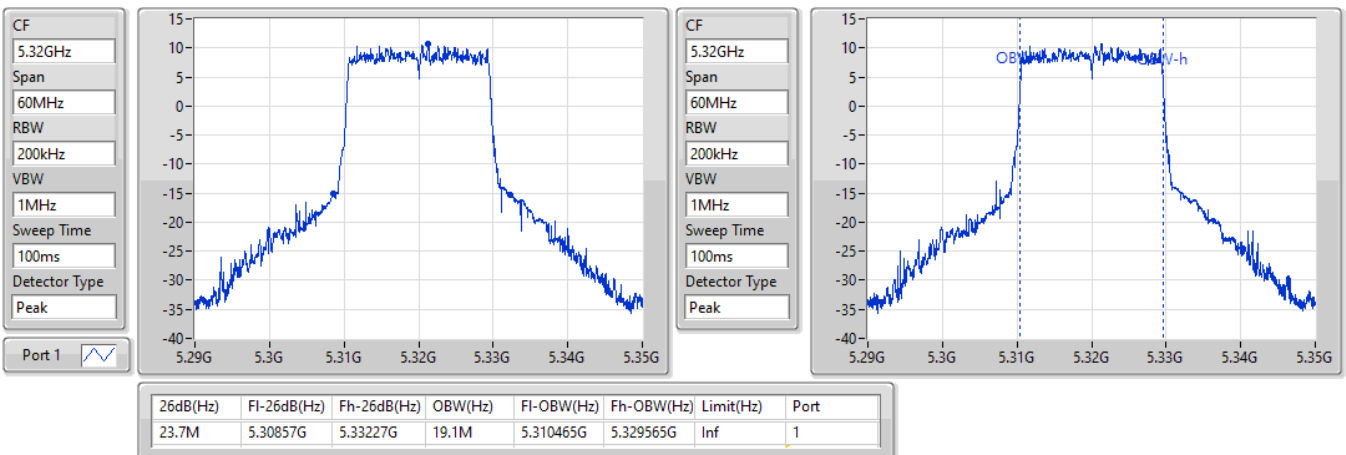 CF
5.32GHz
Span
60MHz
RBW
200kHz
VBW
1MHz
Sweep Time
100ms
Detector Type
Peak
Port 1
15
10
5
0
-5
-10
-15
-20
-25
-30
-35
-40
5.29G 5.3G 5.31G 5.32G 5.33G 5.34G 5.35G
CF
5.32GHz
Span
60MHz
RBW
200kHz
VBW
1MHz
Sweep Time
100ms
Detector Type
Peak
15
10
5
0
-5
-10
-15
-20
-25
-30
-35
-40
5.29G 5.3G 5.31G 5.32G 5.33G 5.34G 5.35G
26dB(Hz) Fl-26dB(Hz) Fh-26dB(Hz) OBW(Hz) Fl-OBW(Hz) Fh-OBW(Hz) Limit(Hz) Port
23.7M 5.30857G 5.33227G 19.1M 5.310465G 5.329565G Inf 1